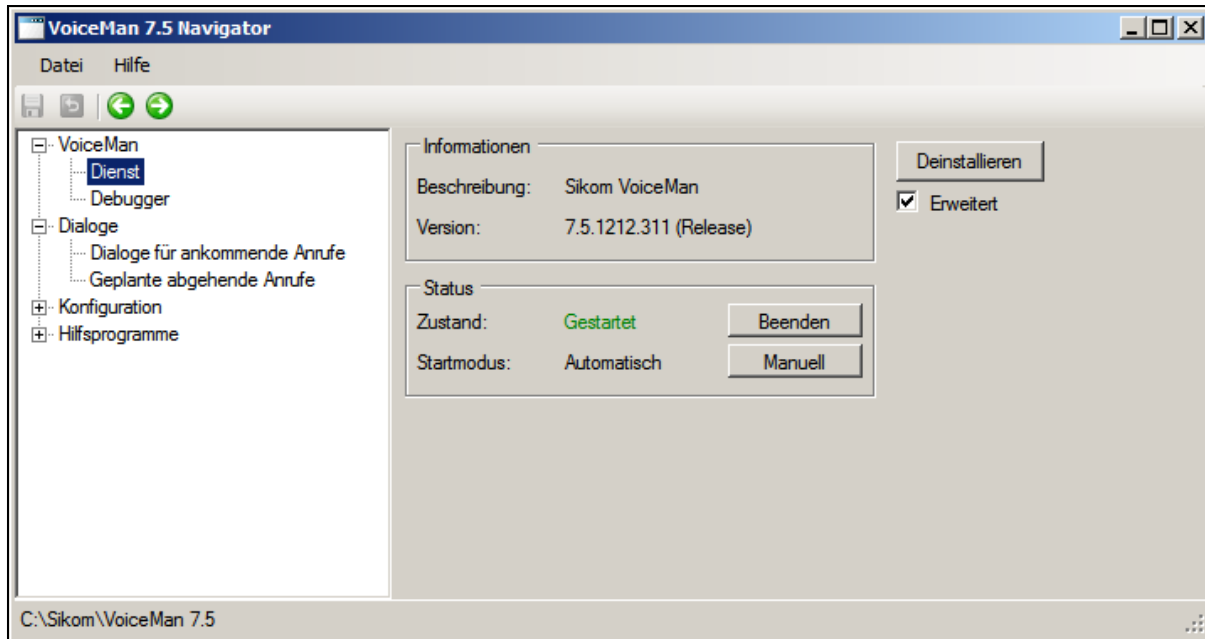 VoiceMan 7.5 Navigator
Datei Hilfe
VoiceMan
Dienst
Debugger
Dialoge
Dialoge für ankommende Anrufe
Geplante abgehende Anrufe
Konfiguration
Hilfsprogramme
Informationen
Beschreibung: Sikom VoiceMan
Version: 7.5.1212.311 (Release)
Status
Zustand: Gestartet Beenden
Startmodus: Automatisch Manuell
Deinstallieren
Erweitert
C:\Sikom\VoiceMan 7.5